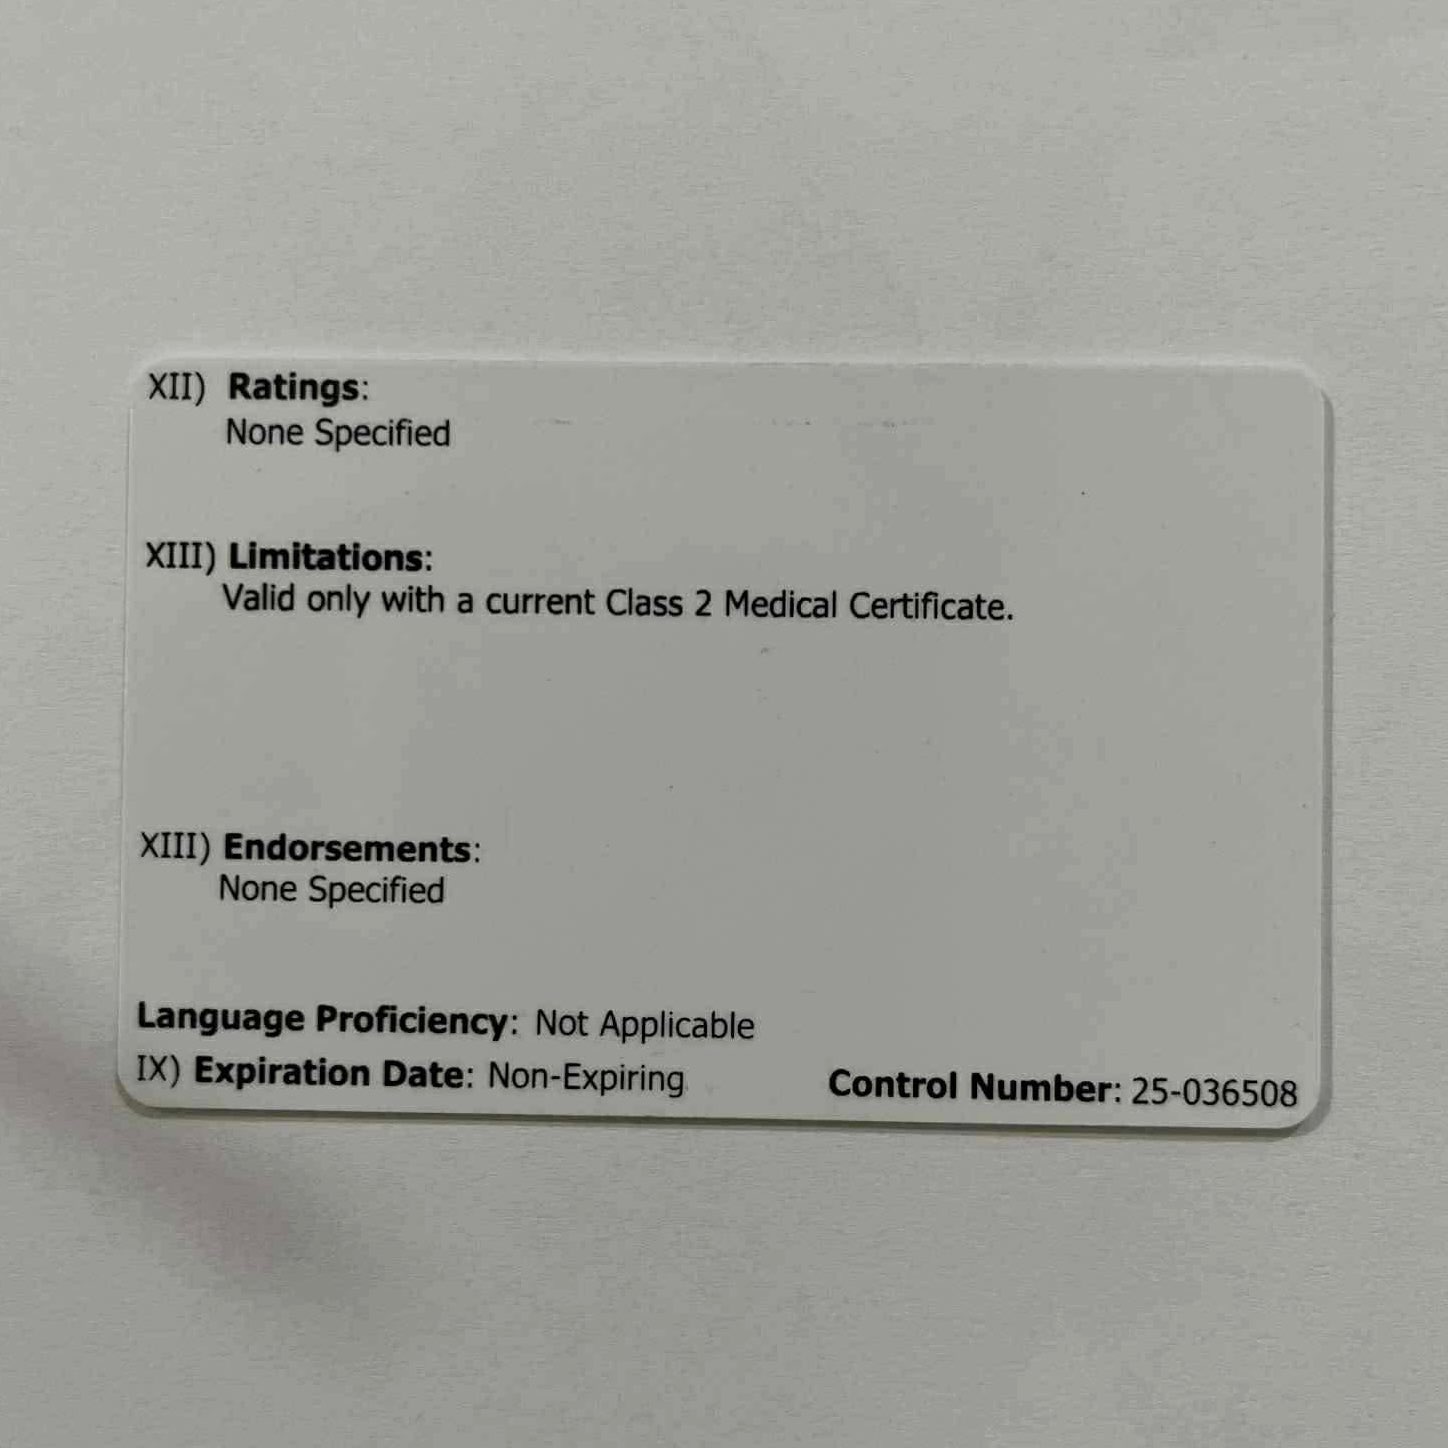 XII) Ratings:
None Specified
XIII) Limitations:
Valid only with a current Class 2 Medical Certificate.
XIII) Endorsements:
None Specified
Language Proficiency: Not Applicable
IX) Expiration Date: Non-Expiring
Control Number: 25-036508